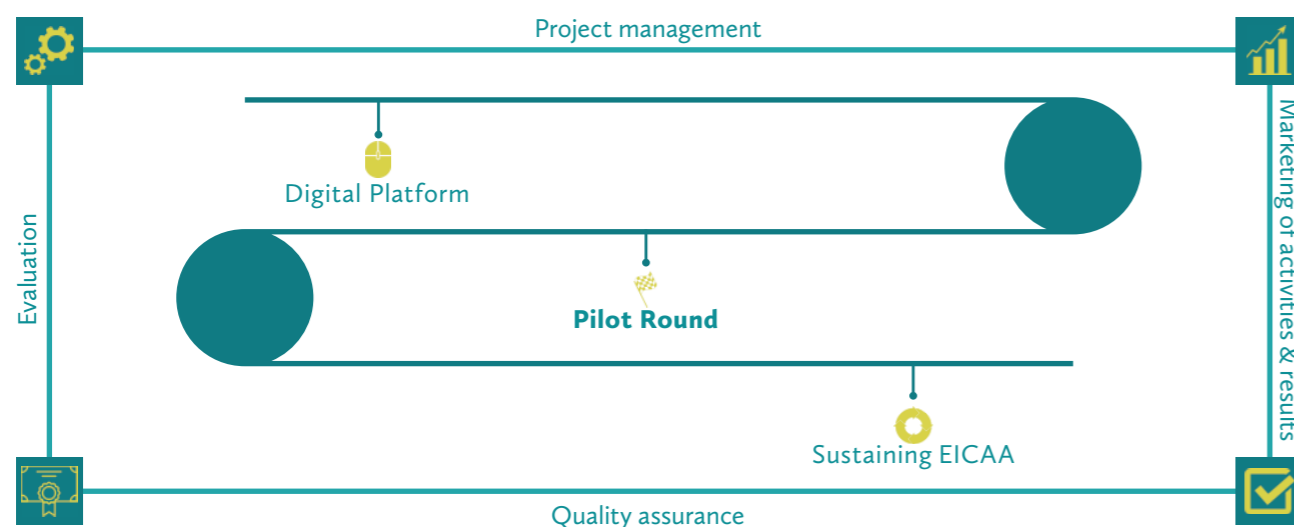 Project management
Digital Platform
Marketing of activities & results
Evaluation
Pilot Round
Sustaining EICAA
Quality assurance